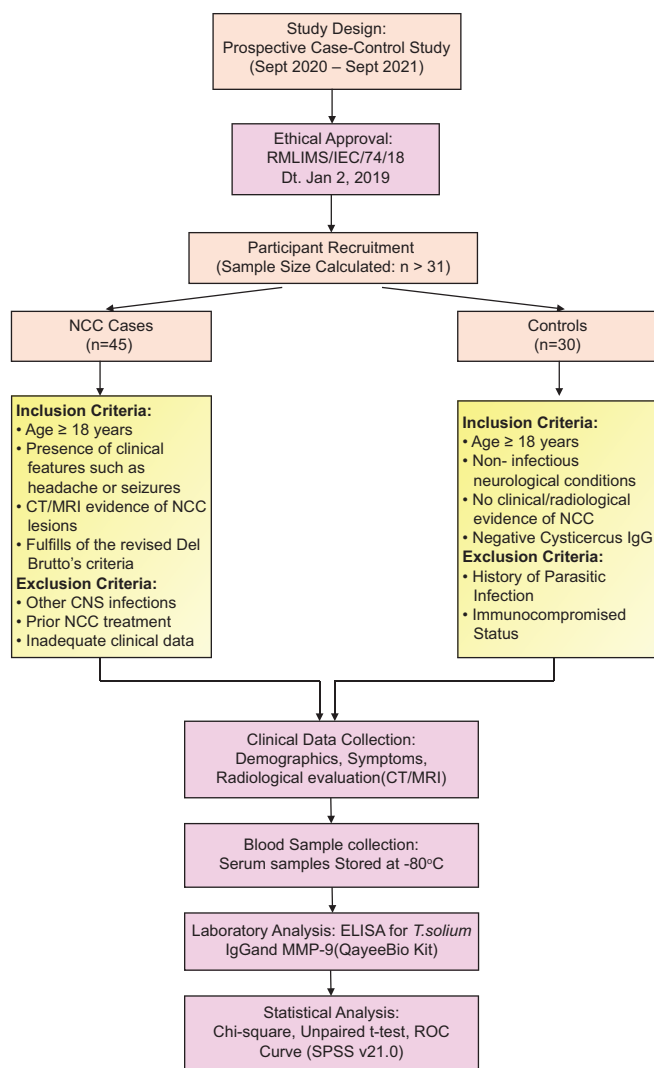 Study Design:
Prospective Case-Control Study
(Sept 2020 – Sept 2021)
Ethical Approval:
RMLIMS/IEC/74/18
Dt. Jan 2, 2019
Participant Recruitment
(Sample Size Calculated: n > 31)
NCC Cases
(n=45)
Controls
(n=30)
Inclusion Criteria:
• Age ≥ 18 years
• Presence of clinical
features such as
headache or seizures
• CT/MRI evidence of NCC
lesions
• Fulfills of the revised Del
Brutto's criteria
Exclusion Criteria:
• Other CNS infections
• Prior NCC treatment
• Inadequate clinical data
Inclusion Criteria:
• Age ≥ 18 years
• Non- infectious
neurological conditions
• No clinical/radiological
evidence of NCC
• Negative Cysticercus IgG
Exclusion Criteria:
• History of Parasitic
Infection
• Immunocompromised
Status
Clinical Data Collection:
Demographics, Symptoms,
Radiological evaluation(CT/MRI)
Blood Sample collection:
Serum samples Stored at -80°C
Laboratory Analysis: ELISA for T.solium
IgGand MMP-9(QayeeBio Kit)
Statistical Analysis:
Chi-square, Unpaired t-test, ROC
Curve (SPSS v21.0)